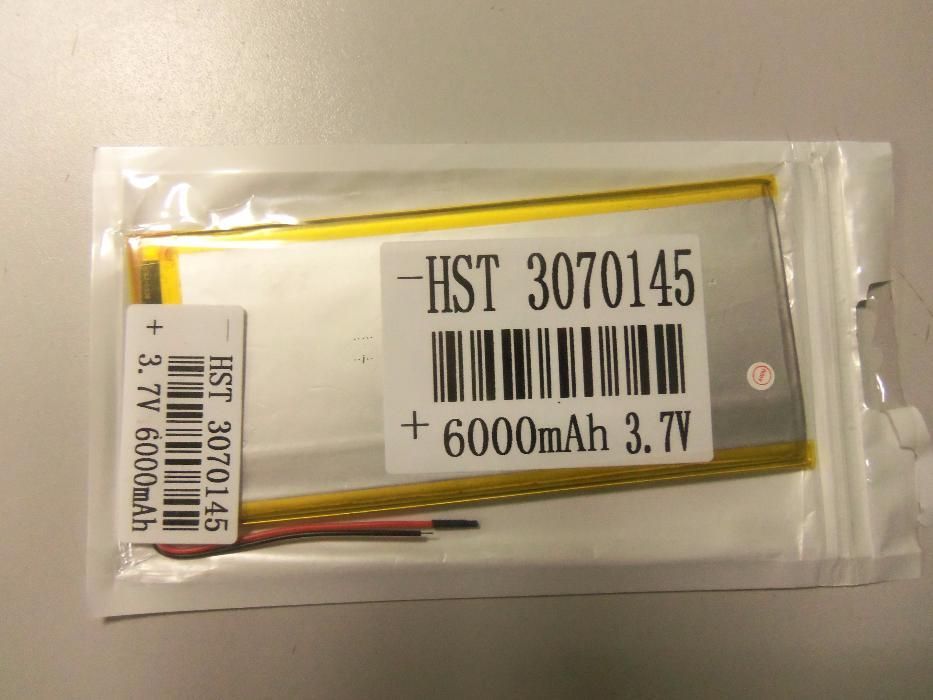 —HST 3070145
+ 6000mAh 3.7V
— HST 3070145
+ 3.7V 6000mAh